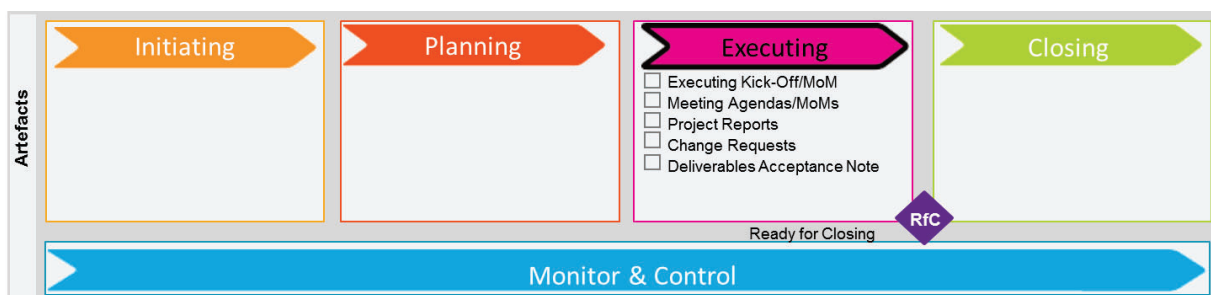 Artefacts
Initiating
Planning
Executing
Closing
Executing Kick-Off/MoM
Meeting Agendas/MoMs
Project Reports
Change Requests
Deliverables Acceptance Note
RfC
Ready for Closing
Monitor & Control